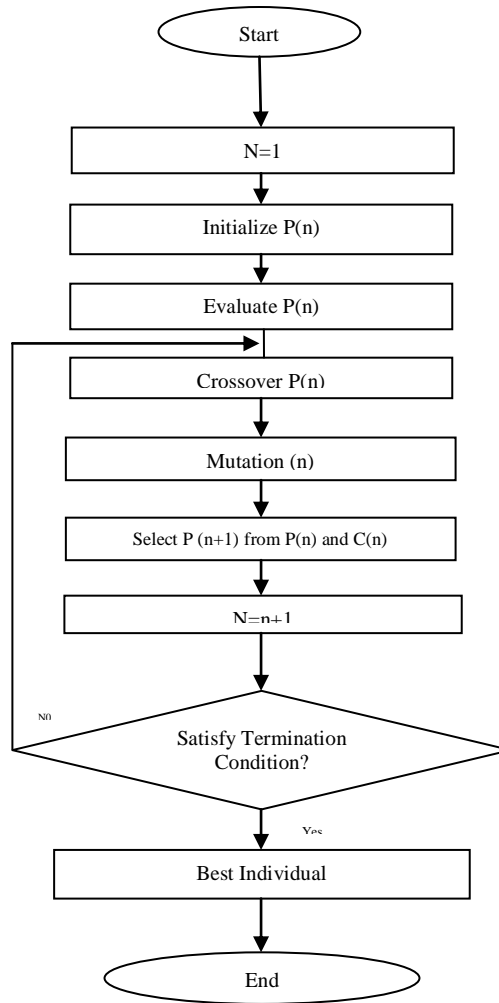 Start
N=1
Initialize P(n)
Evaluate P(n)
Crossover P(n)
Mutation (n)
Select P (n+1) from P(n) and C(n)
N=n+1
N0
Satisfy Termination
Condition?
Yes
Best Individual
End